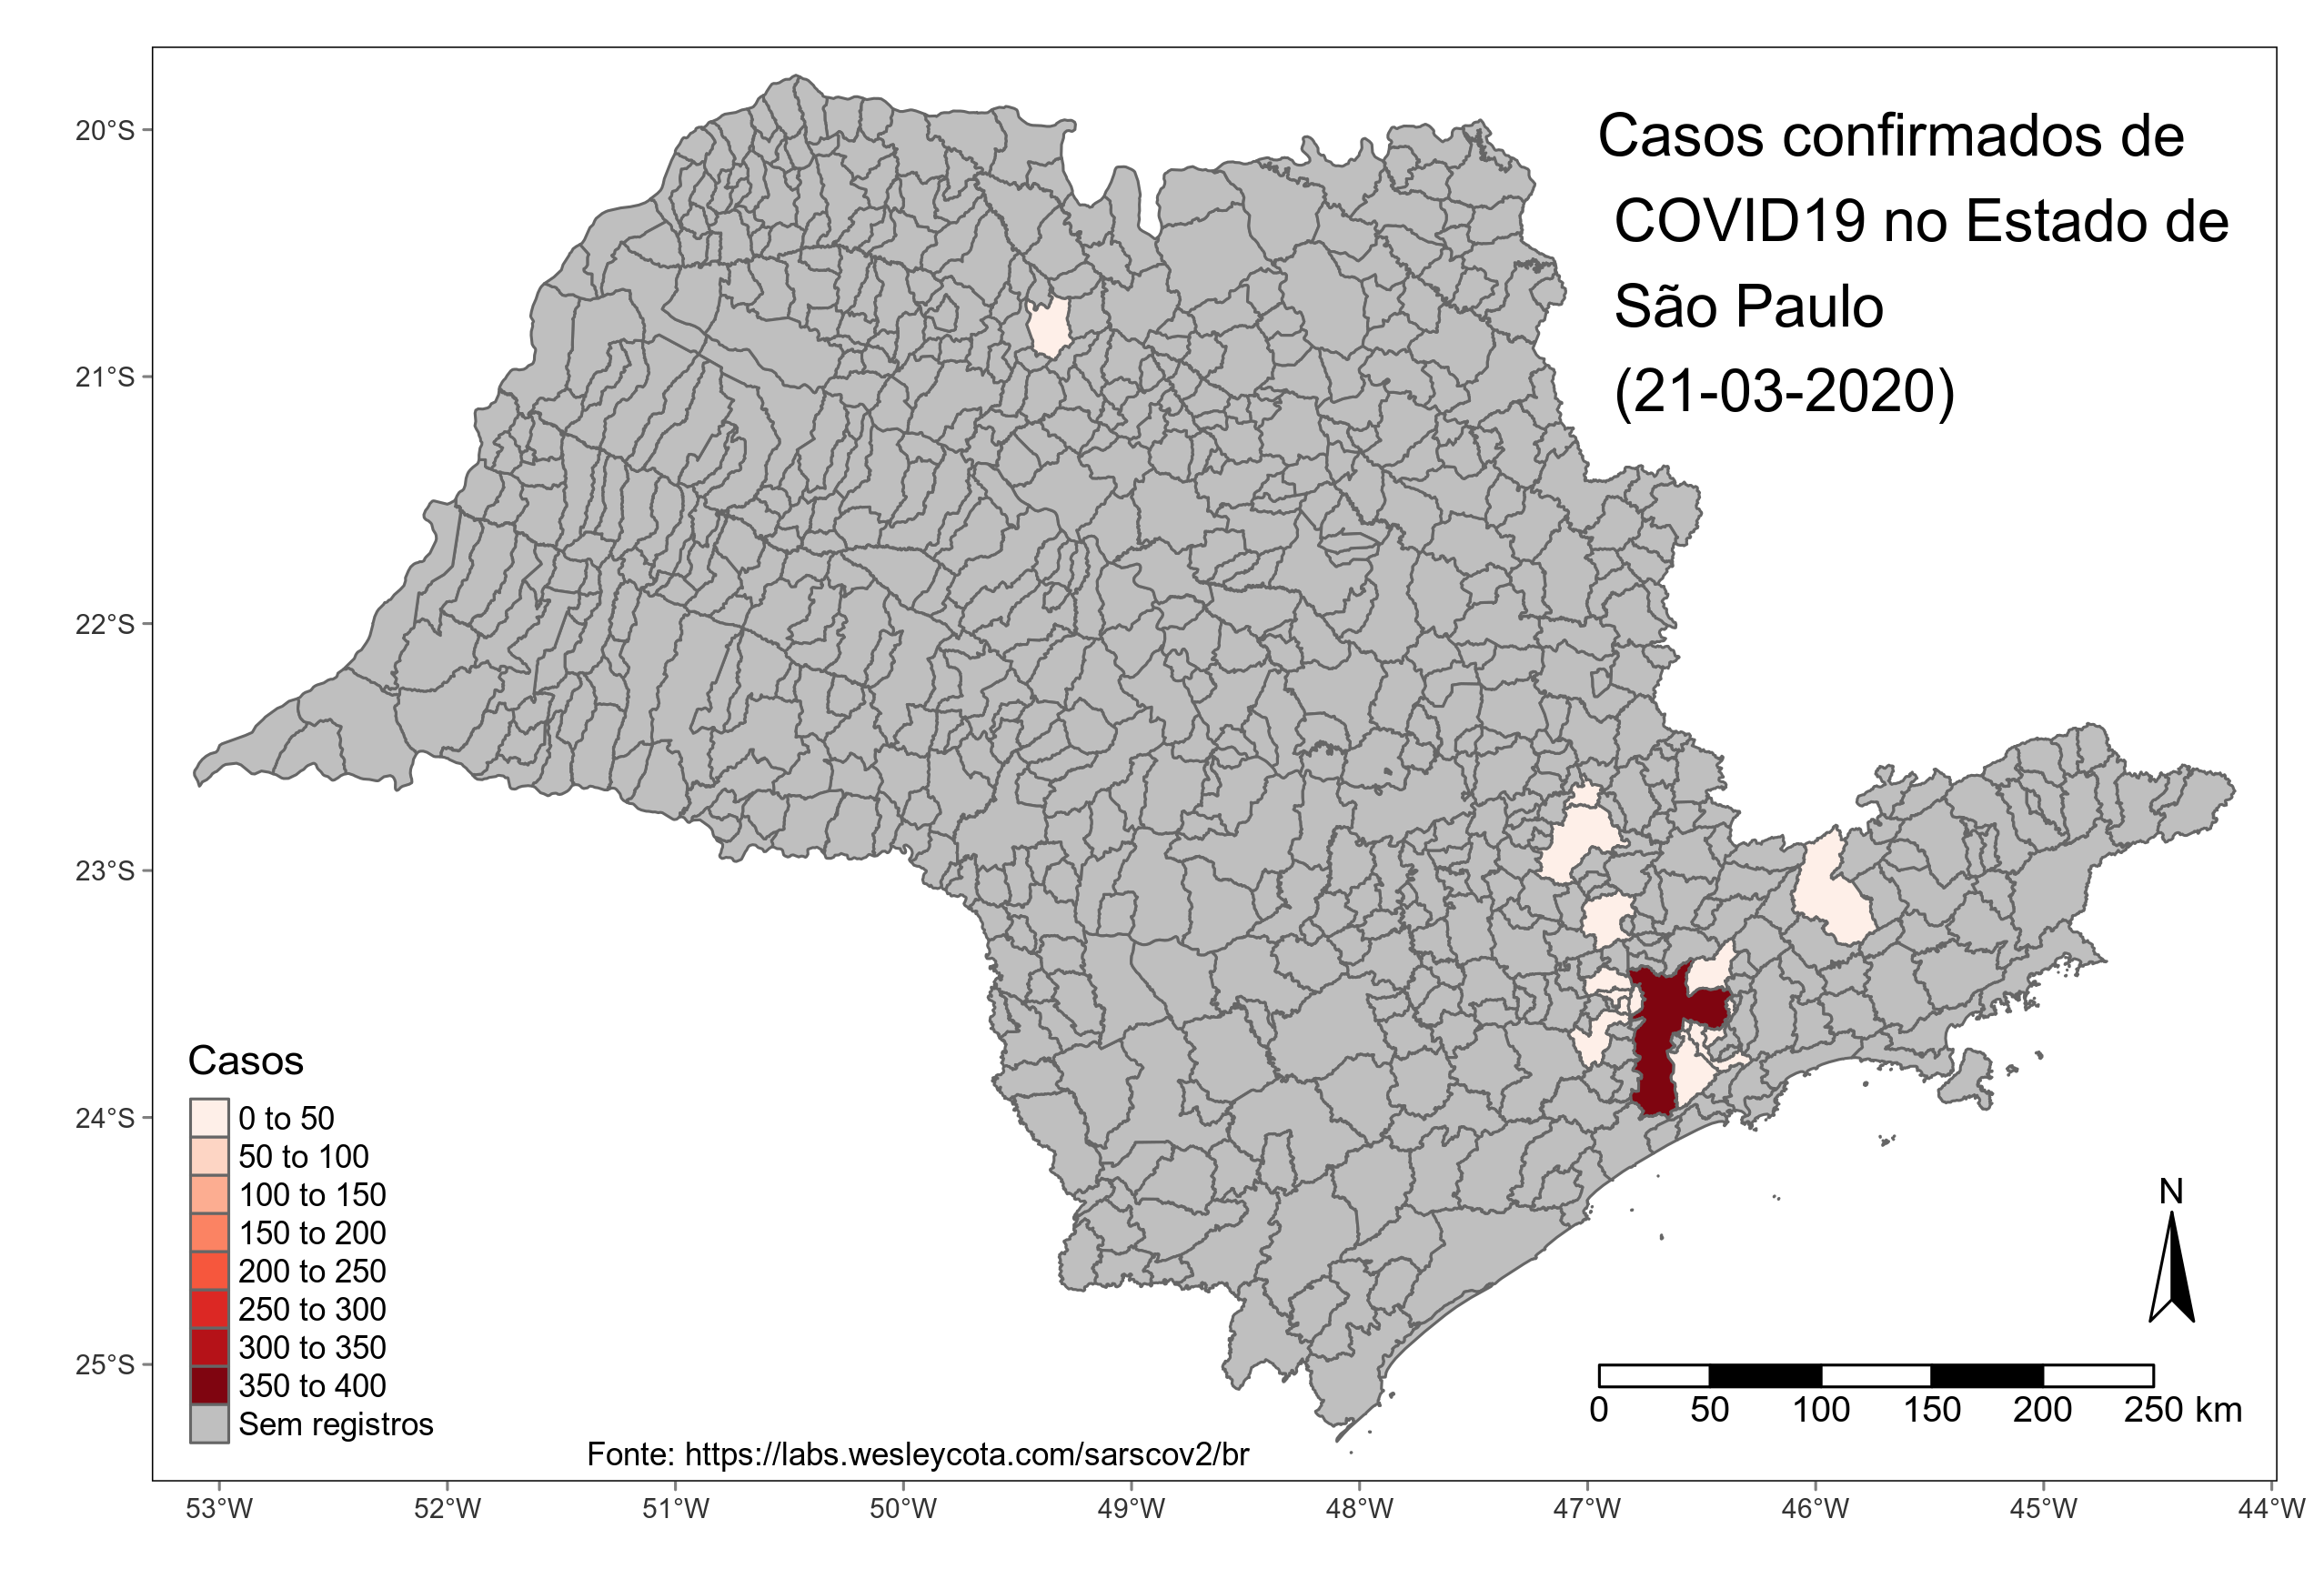 Casos confirmados de
COVID19 no Estado de
São Paulo
(21-03-2020)
20°S
21°S
22°S
23°S
24°S
25°S
Casos
0 to 50
50 to 100
100 to 150
150 to 200
200 to 250
250 to 300
300 to 350
350 to 400
Sem registros
N
0 50 100 150 200 250 km
Fonte: https://labs.wesleycota.com/sarscov2/br
53°W 52°W 51°W 50°W 49°W 48°W 47°W 46°W 45°W 44°W